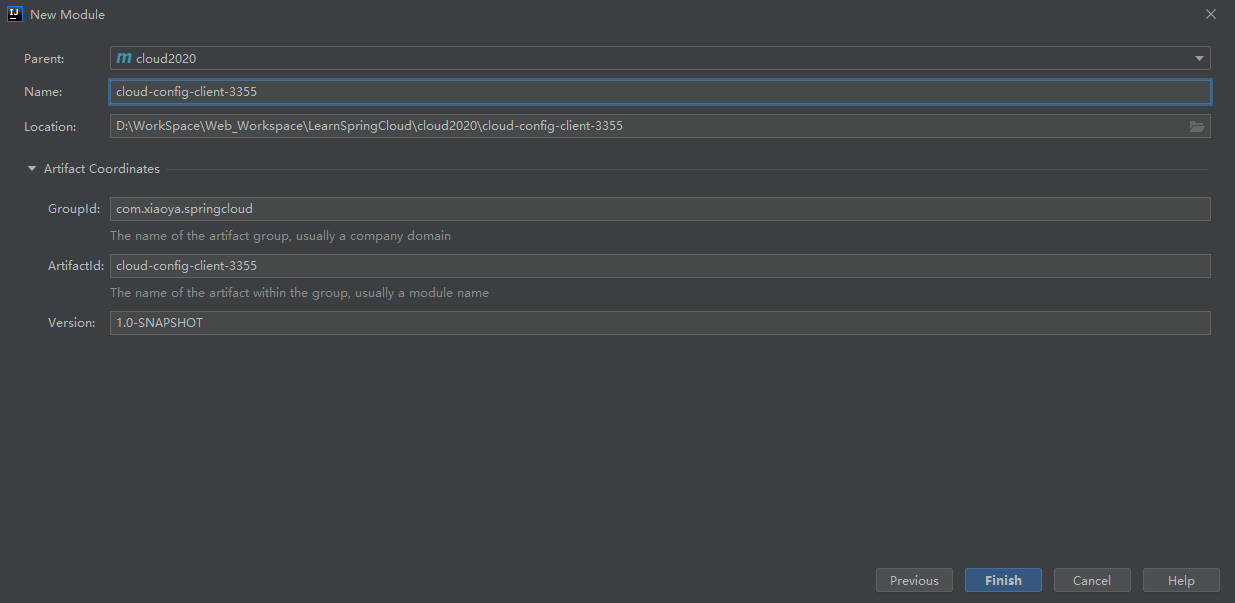 New Module
Parent: m cloud2020
Name: cloud-config-client-3355
Location: D:\WorkSpace\Web_Workspace\LearnSpringCloud\cloud2020\cloud-config-client-3355
Artifact Coordinates
GroupId: com.xiaoya.springcloud
The name of the artifact group, usually a company domain
ArtifactId: cloud-config-client-3355
The name of the artifact within the group, usually a module name
Version: 1.0-SNAPSHOT
Previous Finish Cancel Help